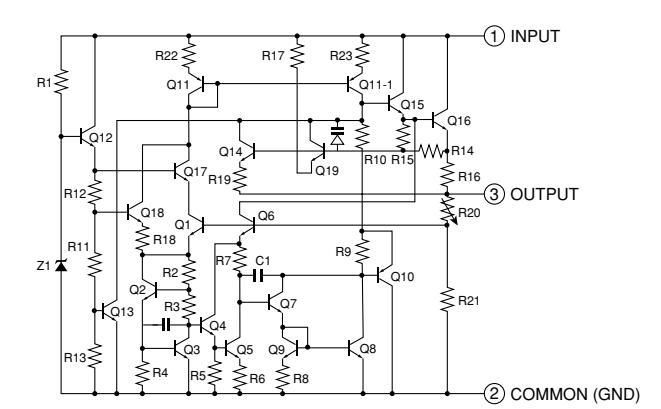 1 INPUT
R22
R17
R23
R1
Q11
Q11-1
Q15
Q16
Q12
Q14
R10
R15
R14
Q17
Q19
R16
R12
R19
3 OUTPUT
Q18
R20
Q1
Q6
R18
R11
R9
Z1
R2
R7
C1
Q10
Q2
R3
Q7
R21
Q13
Q4
Q3
Q5
Q9
Q8
R13
R4
R5
R6
R8
2 COMMON (GND)